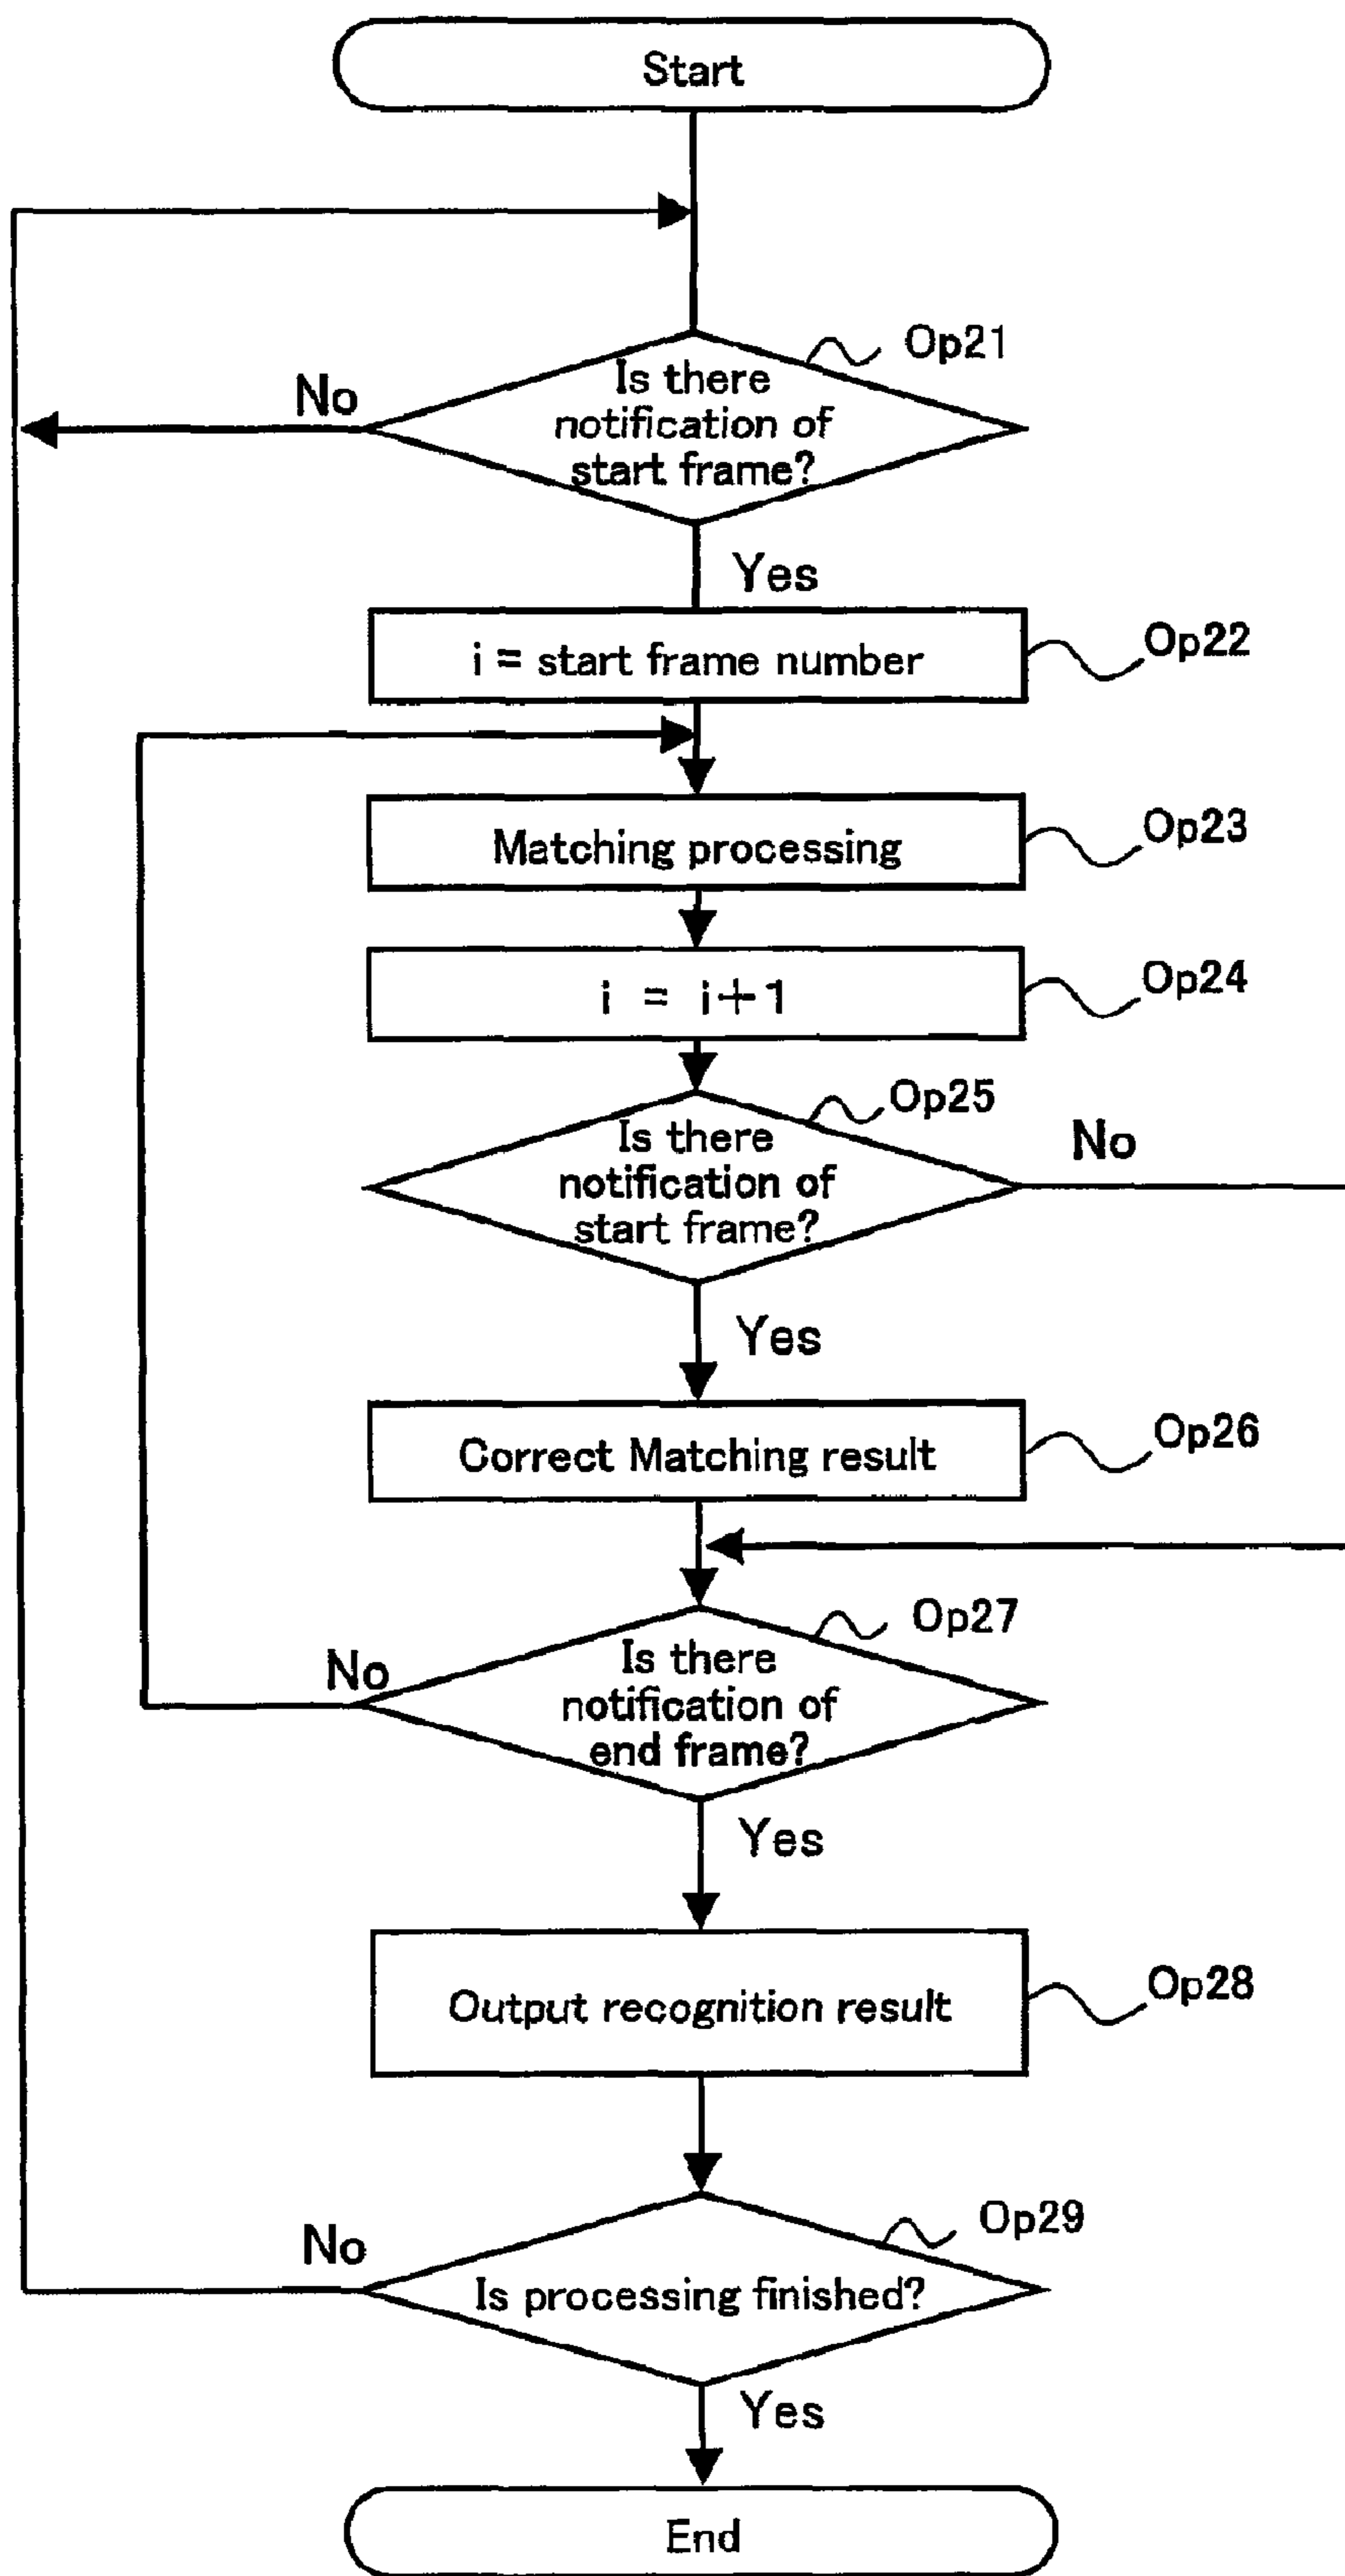 Start
Op21
Is there
notification of
start frame?
No
Yes
i = start frame number
Op22
Matching processing
Op23
i = i+1
Op24
Op25
Is there
notification of
start frame?
No
Yes
Correct Matching result
Op26
Op27
Is there
notification of
end frame?
No
Yes
Output recognition result
Op28
Op29
No
Is processing finished?
Yes
End